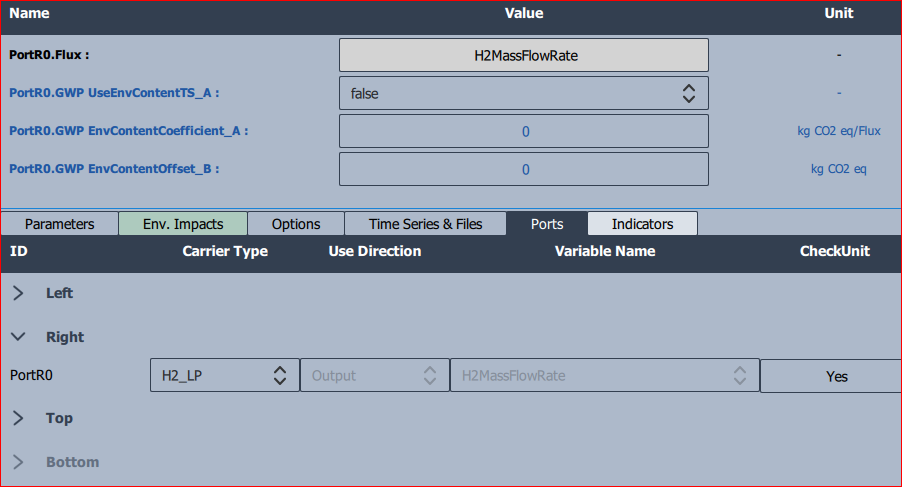 Name Value Unit
PortR0.Flux : H2MassFlowRate -
PortR0.GWP UseEnvContentTS_A : false -
PortR0.GWP EnvContentCoefficient_A : 0 kg CO2 eq/Flux
PortR0.GWP EnvContentOffset_B : 0 kg CO2 eq
Parameters Env. Impacts Options Time Series & Files Ports Indicators
ID Carrier Type Use Direction Variable Name CheckUnit
Left
Right
PortR0 H2_LP Output H2MassFlowRate Yes
Top
Bottom